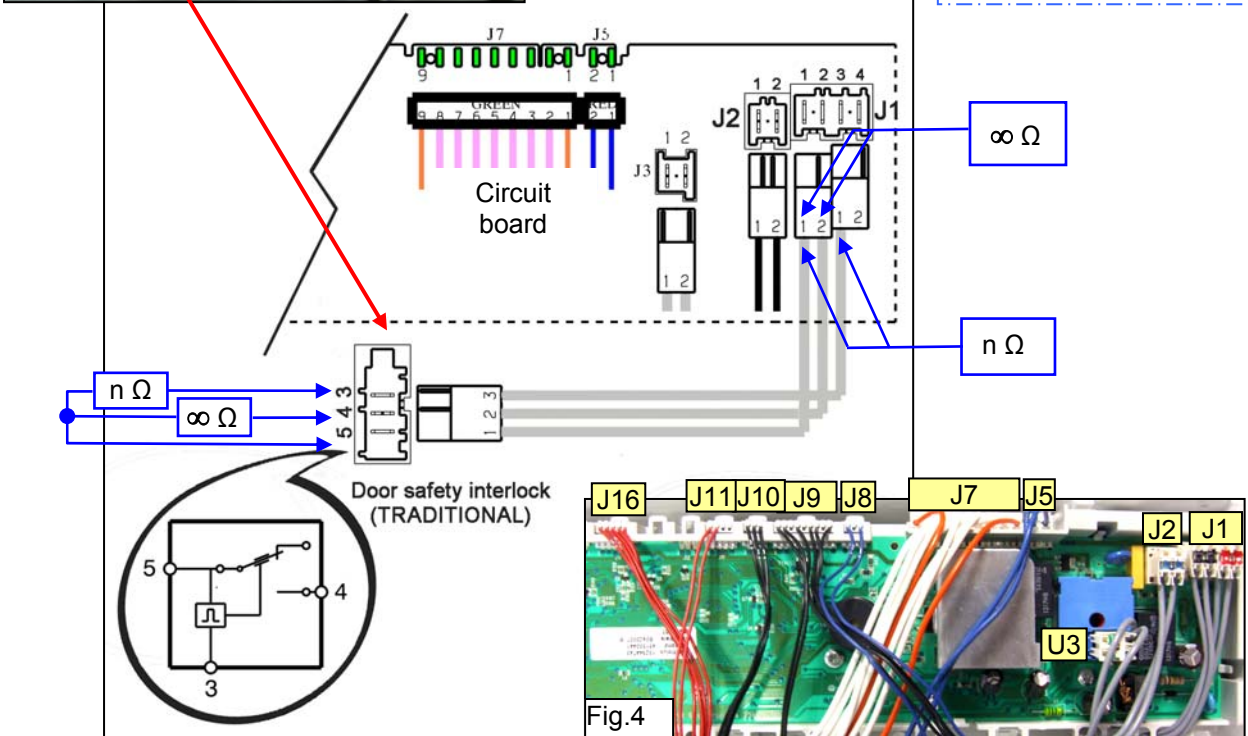 J7 J5
9 1 2 1
GREEN RED
9 8 7 6 5 4 3 2 1 2 1
Circuit
board
1 2
J3
1 2
1 2
J2
1 2
1 2 3 4
J1
1 2
1 2
∞ Ω
n Ω
n Ω
∞ Ω
3
4
5
3
2
1
Door safety interlock
(TRADITIONAL)
5
4
3
J16 J11 J10 J9 J8 J7 J5
J2 J1
U3
Fig.4